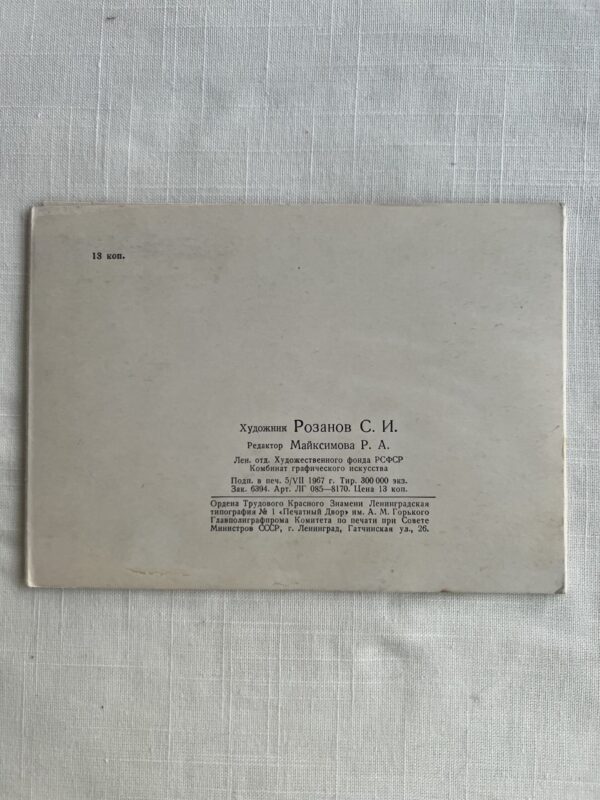 13 коп.
Художник Розанов С. И.
Редактор Майксимова Р. А.
Лен. отд. Художественного фонда РСФСР
Комбинат графического искусства
Подп. в печ. 5/VII 1967 г. Тир. 300 000 экз.
Зак. 6394. Арт. ЛГ 085—8170. Цена 13 коп.
Ордена Трудового Красного Знамени Ленинградская
типография № 1 «Печатный Двор» им. А. М. Горького
Главполиграфпрома Комитета по печати при Совете
Министров СССР, г. Ленинград, Гатчинская ул., 26.